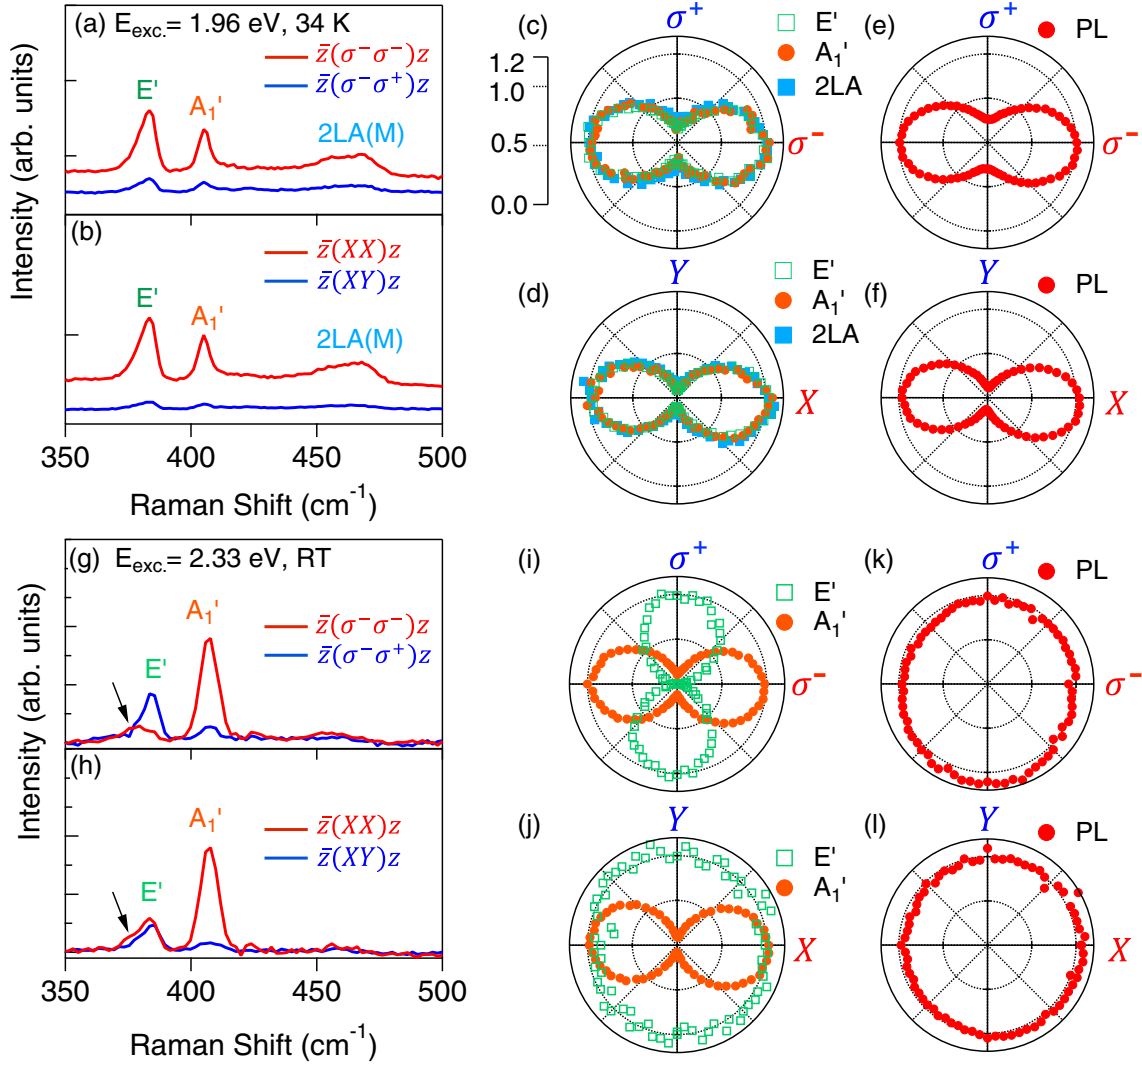 (a) E_exc.= 1.96 eV, 34 K
z̄(σ⁻σ⁻)z
z̄(σ⁻σ⁺)z
E'
A₁'
2LA(M)
(b)
z̄(XX)z
z̄(XY)z
E'
A₁'
2LA(M)
Intensity (arb. units)
350 400 450 500
Raman Shift (cm⁻¹)
(c) σ⁺
E'
A₁'
2LA
σ⁻
1.2
1.0
0.5
0.0
(e) σ⁺
PL
σ⁻
(d) Y
E'
A₁'
2LA
X
(f) Y
PL
X
(g) E_exc.= 2.33 eV, RT
A₁'
z̄(σ⁻σ⁻)z
z̄(σ⁻σ⁺)z
E'
(h)
A₁'
z̄(XX)z
z̄(XY)z
E'
Intensity (arb. units)
350 400 450 500
Raman Shift (cm⁻¹)
(i) σ⁺
E'
A₁'
σ⁻
(k) σ⁺
PL
σ⁻
(j) Y
E'
A₁'
X
(l) Y
PL
X